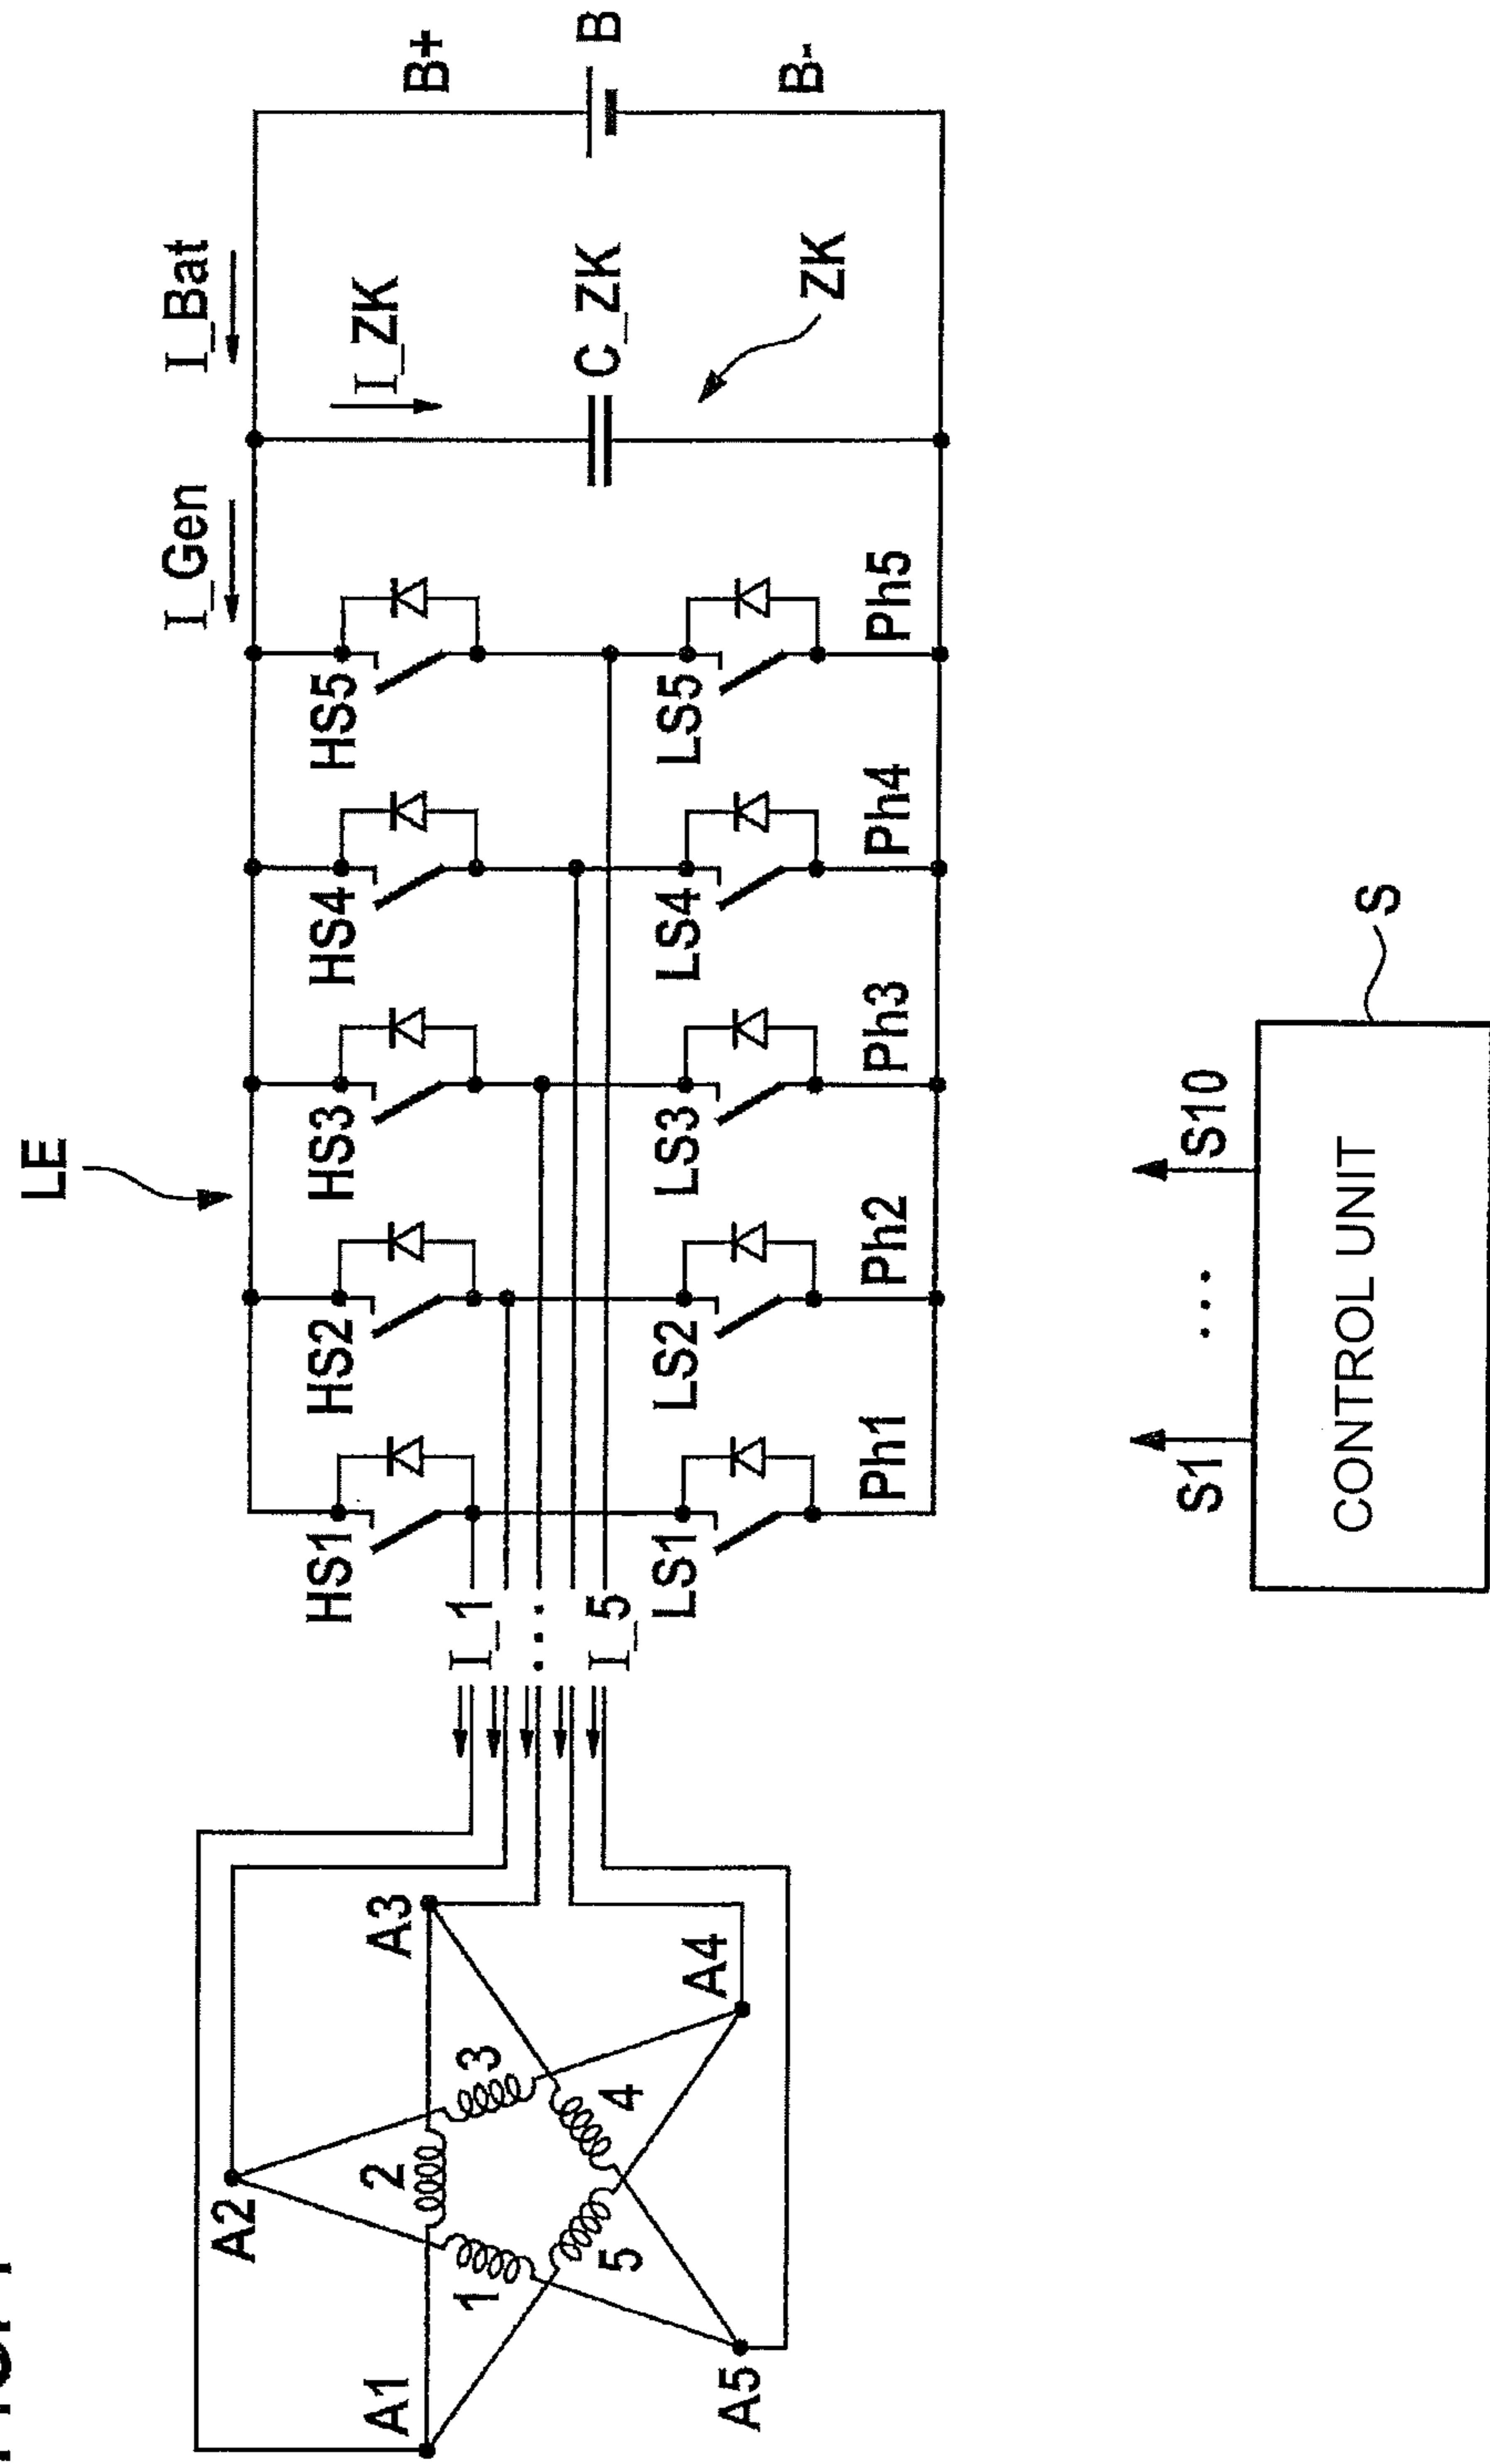 LE
I_Gen
I_Bat
I_ZK
B+
HS1
HS2
HS3
HS4
HS5
C_ZK
B
ZK
B-
I_1
...
I_5
LS1
LS2
LS3
LS4
LS5
Ph1
Ph2
Ph3
Ph4
Ph5
A1
A2
A3
A4
A5
1
2
3
4
5
S1
...
S10
S
CONTROL UNIT